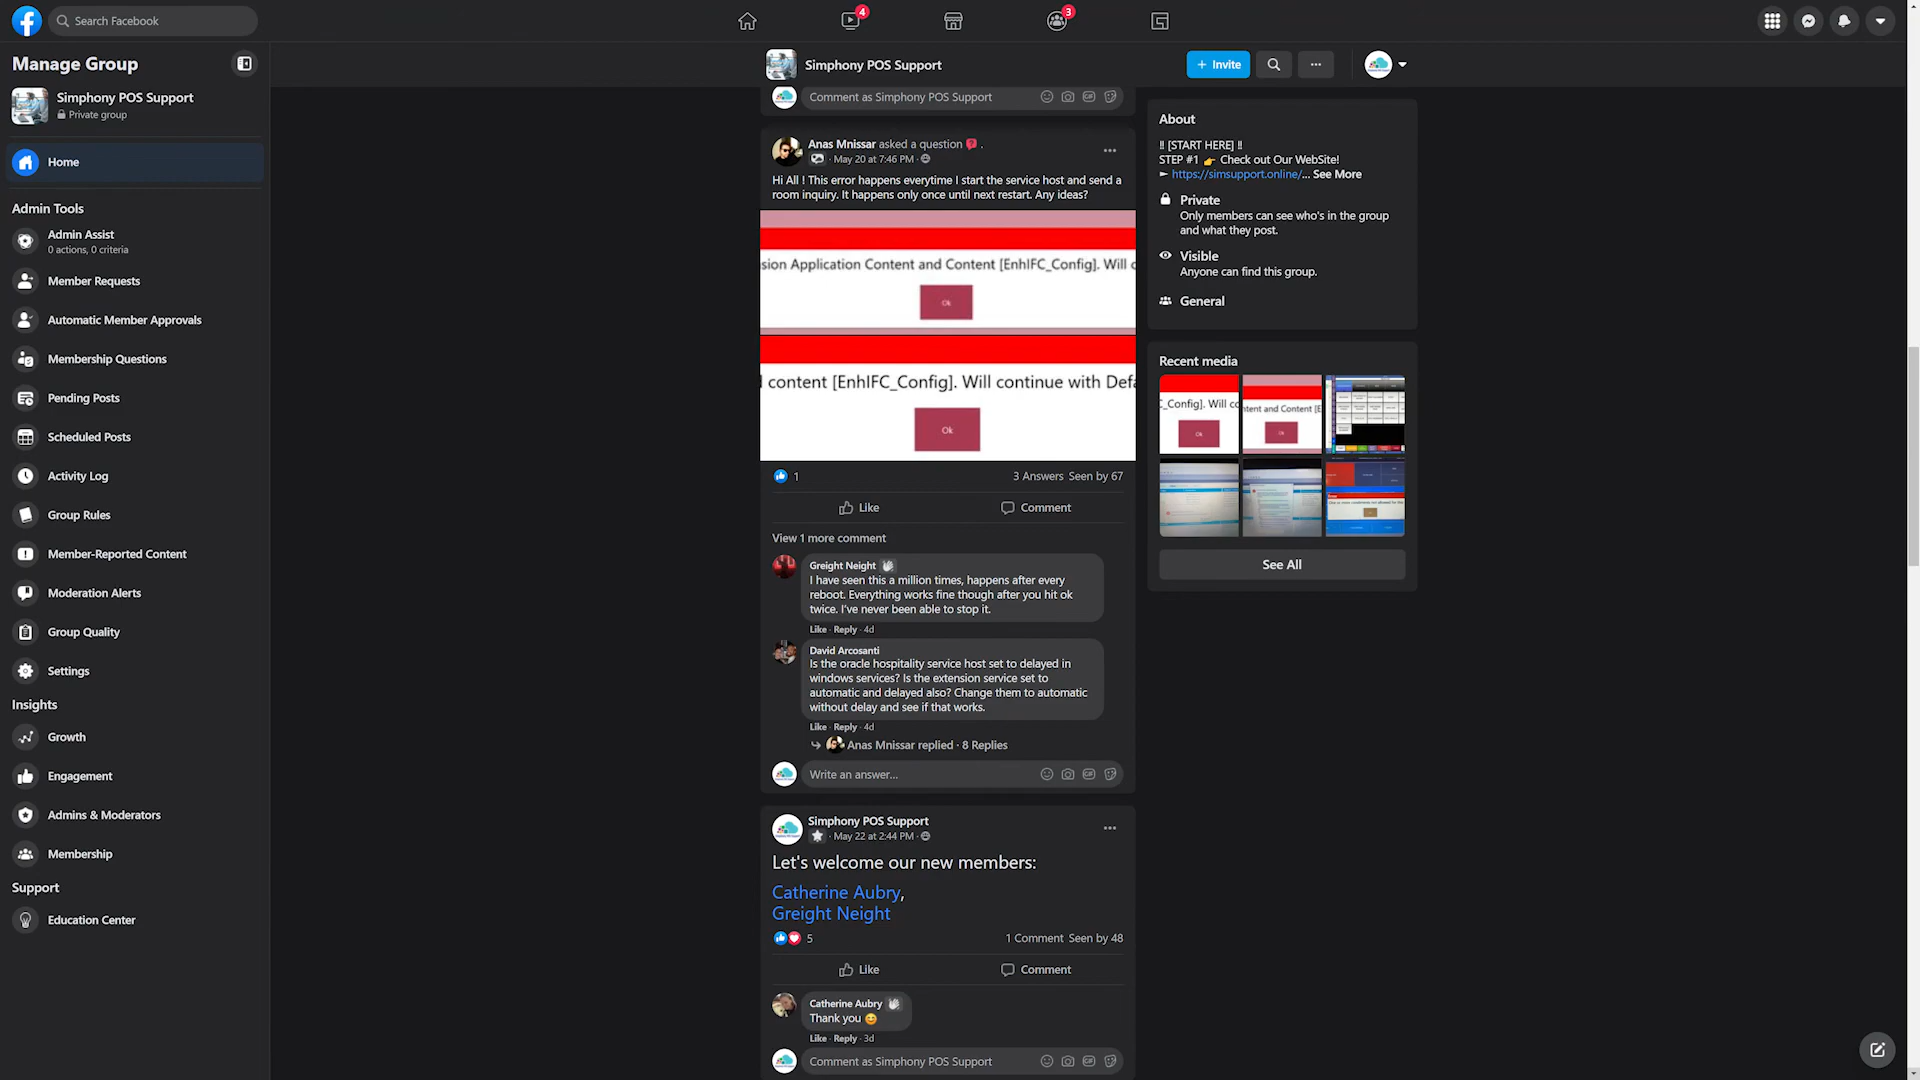 Search Facebook
4
3
Manage Group
Simphony POS Support
Private group
Home
Admin Tools
Admin Assist
0 actions, 0 criteria
Member Requests
Automatic Member Approvals
Membership Questions
Pending Posts
Scheduled Posts
Activity Log
Group Rules
Member-Reported Content
Moderation Alerts
Group Quality
Settings
Insights
Growth
Engagement
Admins & Moderators
Membership
Support
Education Center
Simphony POS Support
+ Invite
Comment as Simphony POS Support
Anas Mnissar asked a question ❓ .
· May 20 at 7:46 PM ·
Hi All ! This error happens everytime I start the service host and send a
room inquiry. It happens only once until next restart. Any ideas?
sion Application Content and Content [EnhIFC_Config]. Will c
Ok
content [EnhIFC_Config]. Will continue with Defa
Ok
1
3 Answers Seen by 67
Like
Comment
View 1 more comment
Greight Neight
I have seen this a million times, happens after every
reboot. Everything works fine though after you hit ok
twice. I've never been able to stop it.
Like · Reply · 4d
David Arcosanti
Is the oracle hospitality service host set to delayed in
windows services? Is the extension service set to
automatic and delayed also? Change them to automatic
without delay and see if that works.
Like · Reply · 4d
Anas Mnissar replied · 8 Replies
Write an answer...
Simphony POS Support
· May 22 at 2:44 PM ·
Let's welcome our new members:
Catherine Aubry,
Greight Neight
5
1 Comment Seen by 48
Like
Comment
Catherine Aubry
Thank you 😊
Like · Reply · 3d
Comment as Simphony POS Support
About
‼ [START HERE] ‼
STEP #1 👉 Check out Our WebSite!
► https://simsupport.online/... See More
Private
Only members can see who's in the group
and what they post.
Visible
Anyone can find this group.
General
Recent media
C_Config]. Will co
Ok
ntent and Content [E
Ok
See All